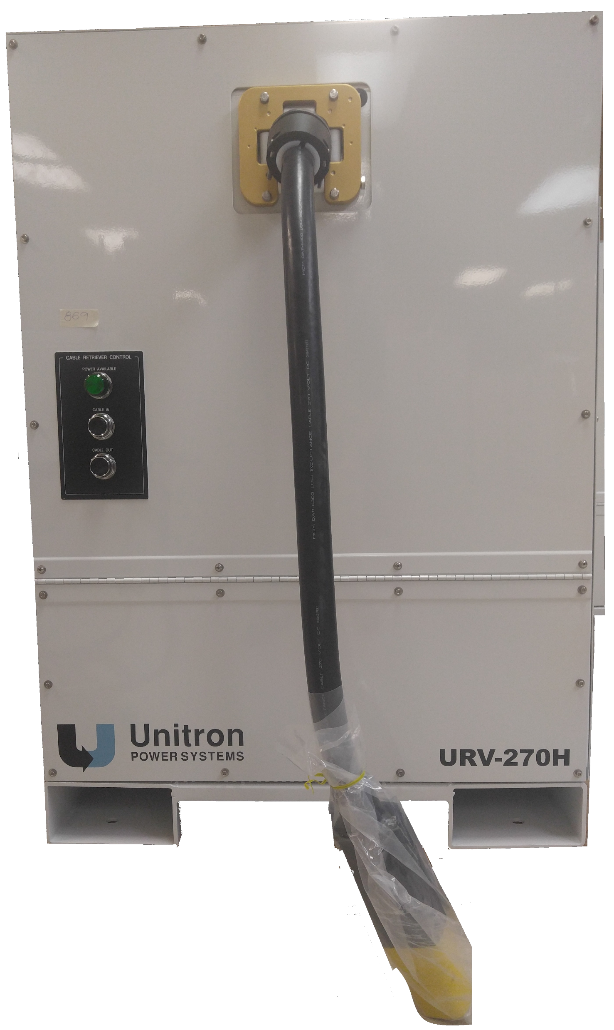 CABLE RETRIEVER CONTROL
POWER AVAILABLE
CABLE IN
CABLE OUT
Unitron
POWER SYSTEMS
URV-270H